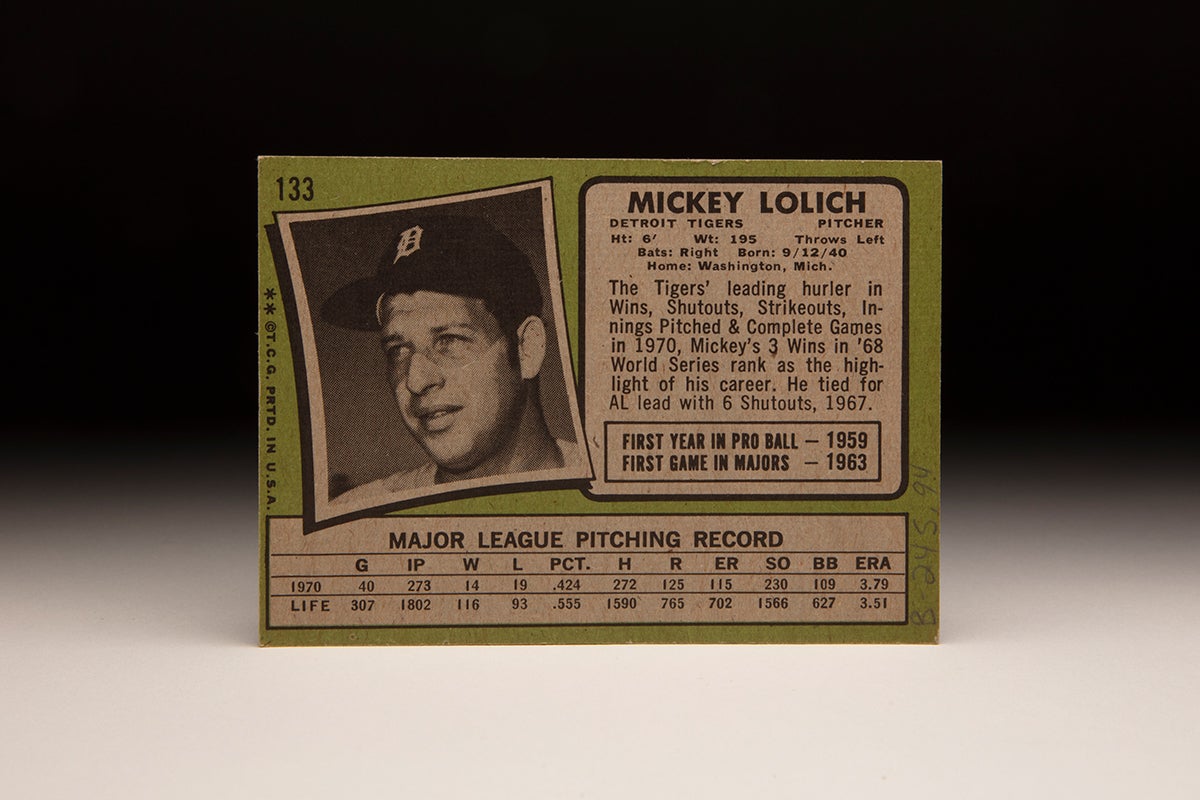 133
MICKEY LOLICH
DETROIT TIGERS PITCHER
Ht: 6' Wt: 195 Throws Left
Bats: Right Born: 9/12/40
Home: Washington, Mich.
The Tigers' leading hurler in
Wins, Shutouts, Strikeouts, In-
nings Pitched & Complete Games
in 1970, Mickey's 3 Wins in '68
World Series rank as the high-
light of his career. He tied for
AL lead with 6 Shutouts, 1967.
FIRST YEAR IN PRO BALL — 1959
FIRST GAME IN MAJORS — 1963
** ©T.C.G. PRTD. IN U.S.A.
MAJOR LEAGUE PITCHING RECORD
G IP W L PCT. H R ER SO BB ERA
1970 40 273 14 19 .424 272 125 115 230 109 3.79
LIFE 307 1802 116 93 .555 1590 765 702 1566 627 3.51